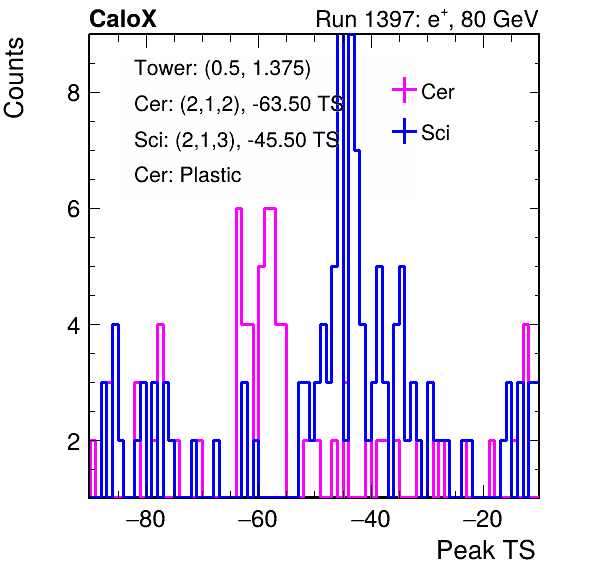 CaloX Run 1397: e⁺, 80 GeV
Counts
Tower: (0.5, 1.375)
Cer: (2,1,2), -63.50 TS
Sci: (2,1,3), -45.50 TS
Cer: Plastic
Cer
Sci
8
6
4
2
−80 −60 −40 −20
Peak TS